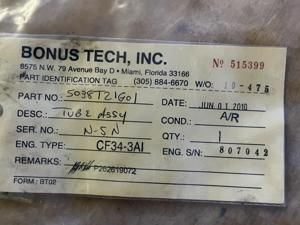 BONUS TECH, INC.
Nº 515399
8575 N.W. 79 Avenue Bay D • Miami, Florida 33166
PART IDENTIFICATION TAG (305) 884-6670 W/O: 10-475
PART NO.: 5038T21G01 DATE: JUN 01 2010
DESC.: TUBE ASSY COND.: A/R
SER. NO.: N-SN QTY.: 1
ENG. TYPE: CF34-3A1 ENG. S/N: 807042
REMARKS: P262619072
FORM : BT02